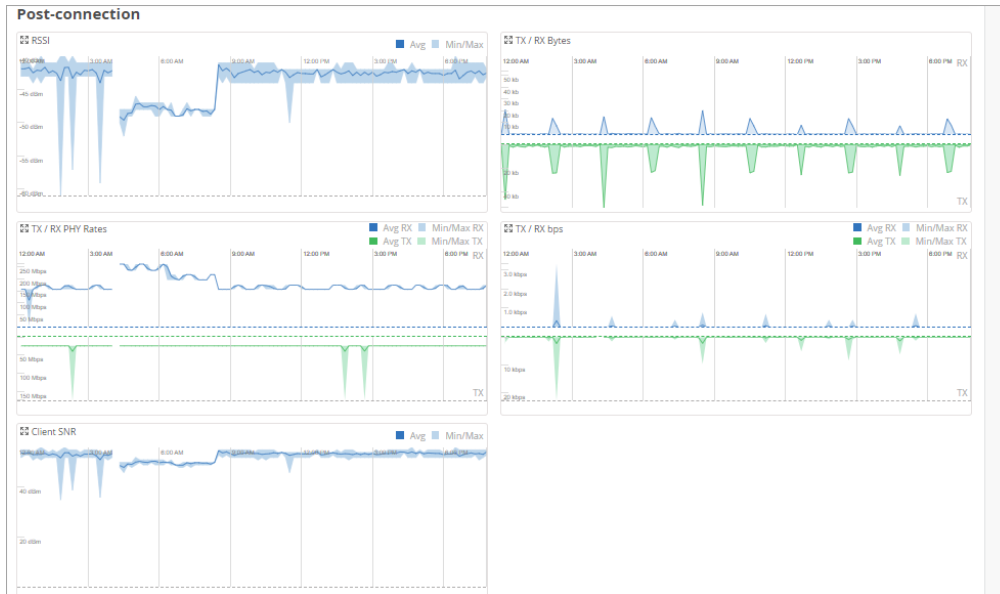 Post-connection
RSSI
Avg Min/Max
3:00 AM 6:00 AM 12:00 PM 3:00 PM 6:00 PM
-45 dBm
-50 dBm
-55 dBm
-60 dBm
TX / RX Bytes
12:00 AM 3:00 AM 6:00 AM 9:00 AM 12:00 PM 3:00 PM 6:00 PM
RX
50 kb
40 kb
30 kb
20 kb
10 kb
20 kb
TX
TX / RX PHY Rates
Avg RX Min/Max RX
Avg TX Min/Max TX
12:00 AM 3:00 AM 6:00 AM 9:00 AM 12:00 PM 3:00 PM 6:00 PM
RX
250 Mbps
200 Mbps
150 Mbps
100 Mbps
50 Mbps
50 Mbps
100 Mbps
150 Mbps
TX
TX / RX bps
Avg RX Min/Max RX
Avg TX Min/Max TX
12:00 AM 3:00 AM 6:00 AM 9:00 AM 12:00 PM 3:00 PM 6:00 PM
RX
3.0 kbps
2.0 kbps
1.0 kbps
10 kbps
20 kbps
TX
Client SNR
Avg Min/Max
6:00 AM
40 dBm
20 dBm